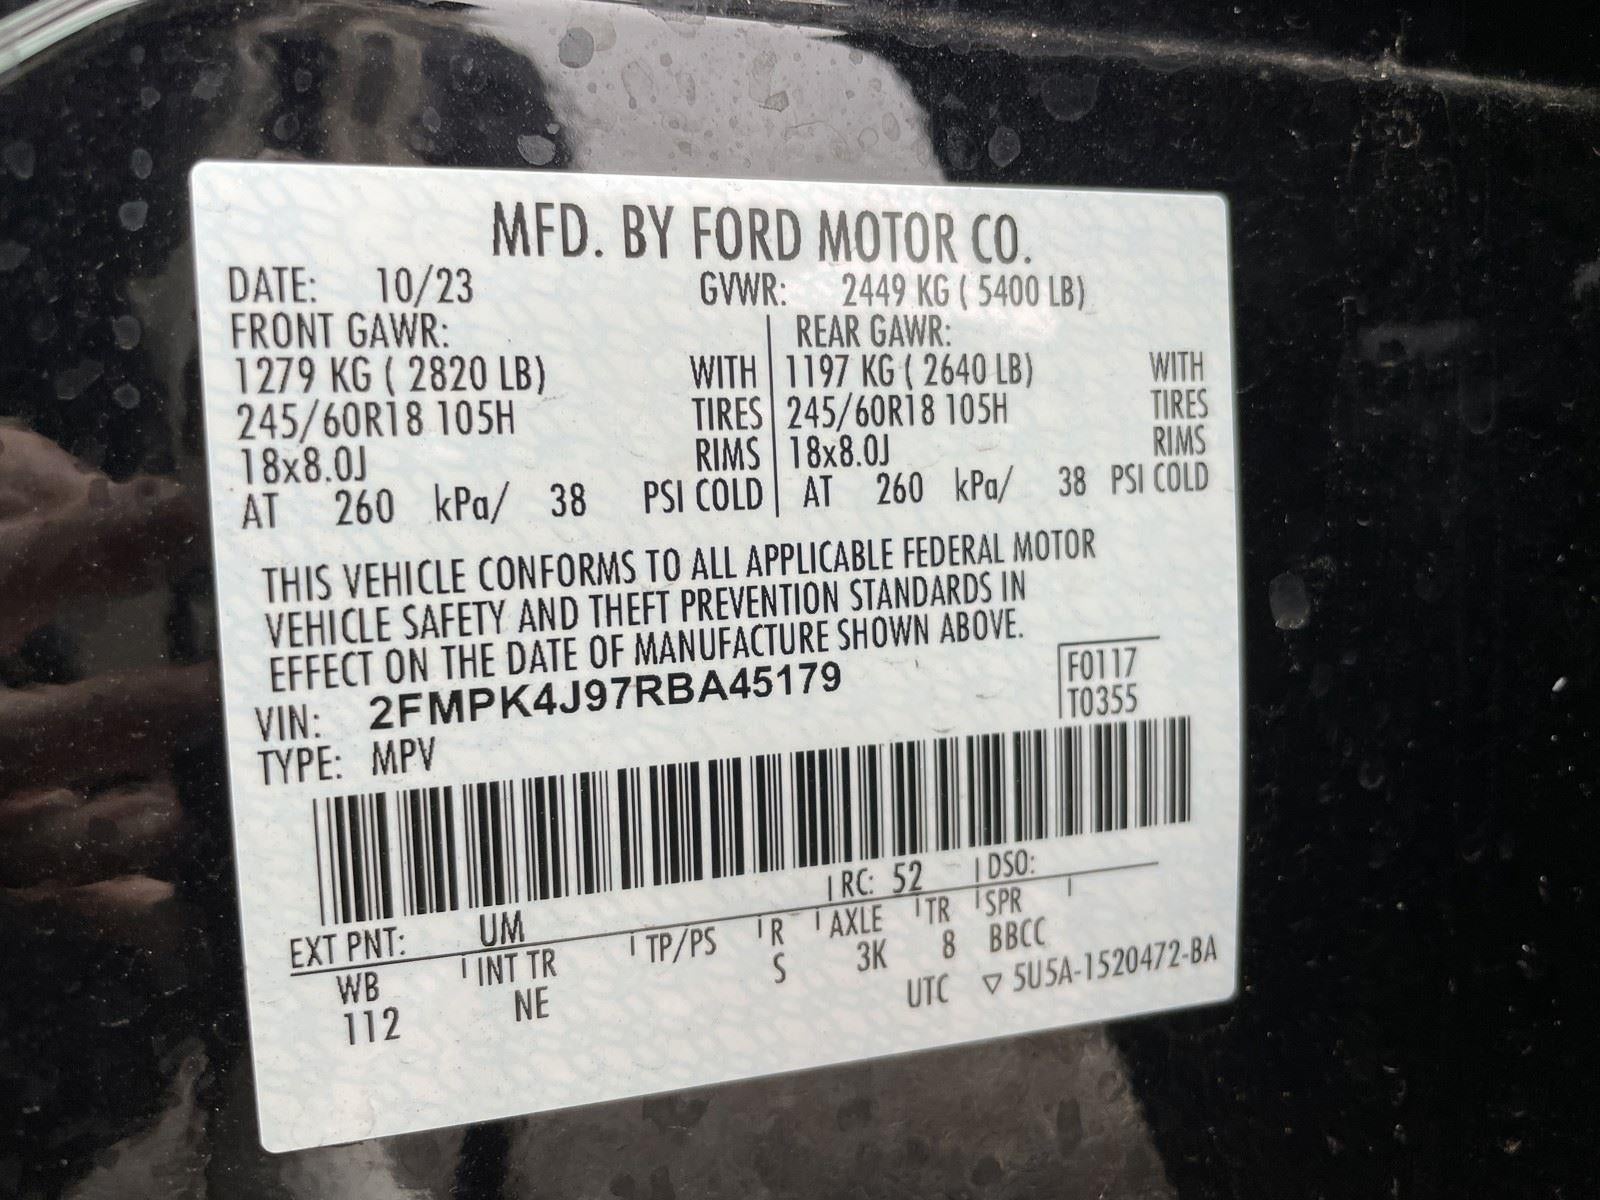 MFD. BY FORD MOTOR CO.
DATE: 10/23 GVWR: 2449 KG ( 5400 LB)
FRONT GAWR: REAR GAWR:
1279 KG ( 2820 LB) WITH 1197 KG ( 2640 LB) WITH
245/60R18 105H TIRES 245/60R18 105H TIRES
18x8.0J RIMS 18x8.0J RIMS
AT 260 kPa/ 38 PSI COLD AT 260 kPa/ 38 PSI COLD
THIS VEHICLE CONFORMS TO ALL APPLICABLE FEDERAL MOTOR
VEHICLE SAFETY AND THEFT PREVENTION STANDARDS IN
EFFECT ON THE DATE OF MANUFACTURE SHOWN ABOVE.
VIN: 2FMPK4J97RBA45179 F0117
TYPE: MPV T0355
EXT PNT: UM RC: 52 DSO:
WB INT TR TP/PS R AXLE TR SPR
112 NE S 3K 8 BBCC
UTC ▽ 5U5A-1520472-BA